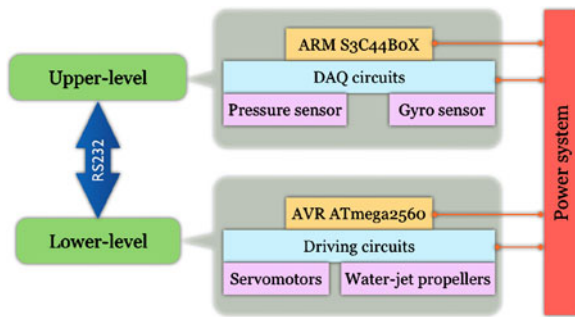 ARM S3C44B0X
Upper-level
DAQ circuits
Pressure sensor
Gyro sensor
RS232
Power system
AVR ATmega2560
Lower-level
Driving circuits
Servomotors
Water-jet propellers